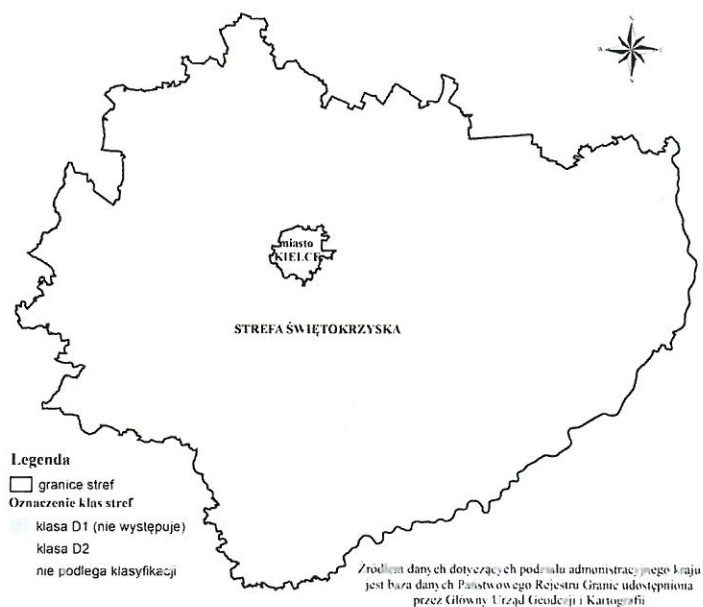 miasto
KIELCE
STREFA ŚWIĘTOKRZYSKA
Legenda
granice stref
Oznaczenie klas stref
klasa D1 (nie występuje)
klasa D2
nie podlega klasyfikacji
Źródłem danych dotyczących podziału admonistracyjnego kraju
jest baza danych Państwowego Rejestru Granic udostępniona
przez Główny Urząd Geodezji i Kartografii